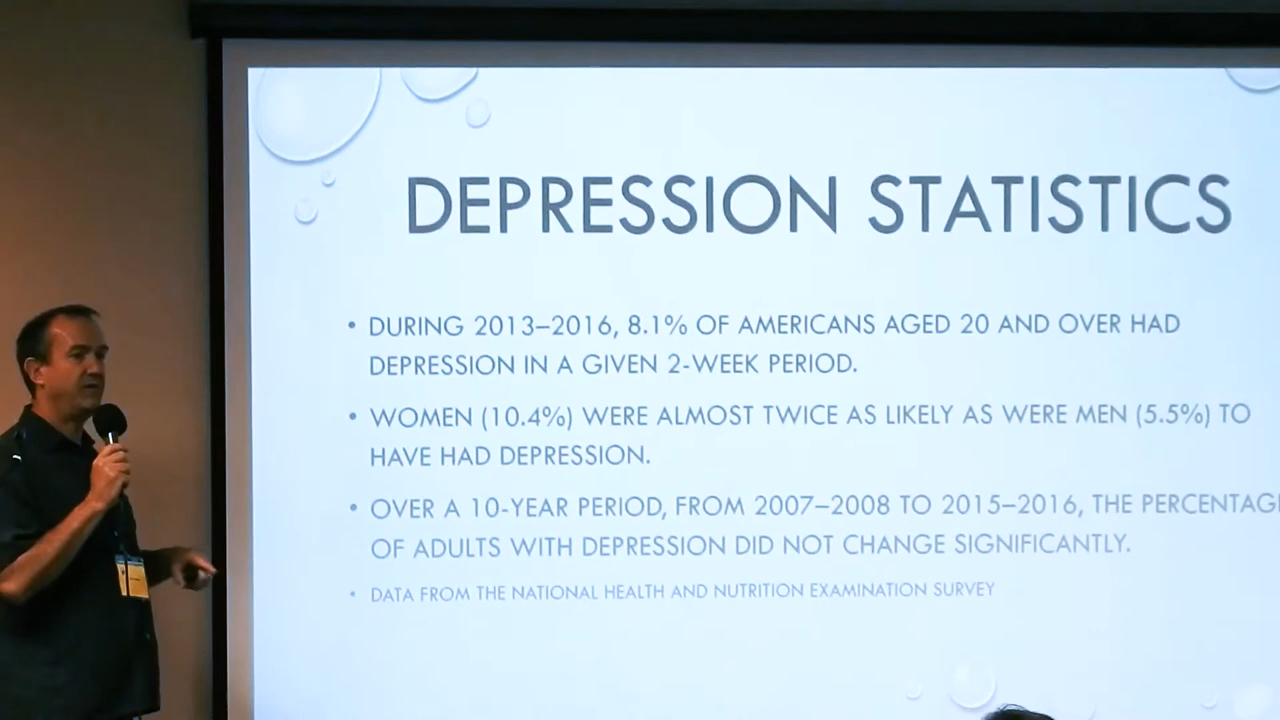 DEPRESSION STATISTICS
• DURING 2013–2016, 8.1% OF AMERICANS AGED 20 AND OVER HAD
DEPRESSION IN A GIVEN 2-WEEK PERIOD.
• WOMEN (10.4%) WERE ALMOST TWICE AS LIKELY AS WERE MEN (5.5%) TO
HAVE HAD DEPRESSION.
• OVER A 10-YEAR PERIOD, FROM 2007–2008 TO 2015–2016, THE PERCENTAG
OF ADULTS WITH DEPRESSION DID NOT CHANGE SIGNIFICANTLY.
• DATA FROM THE NATIONAL HEALTH AND NUTRITION EXAMINATION SURVEY